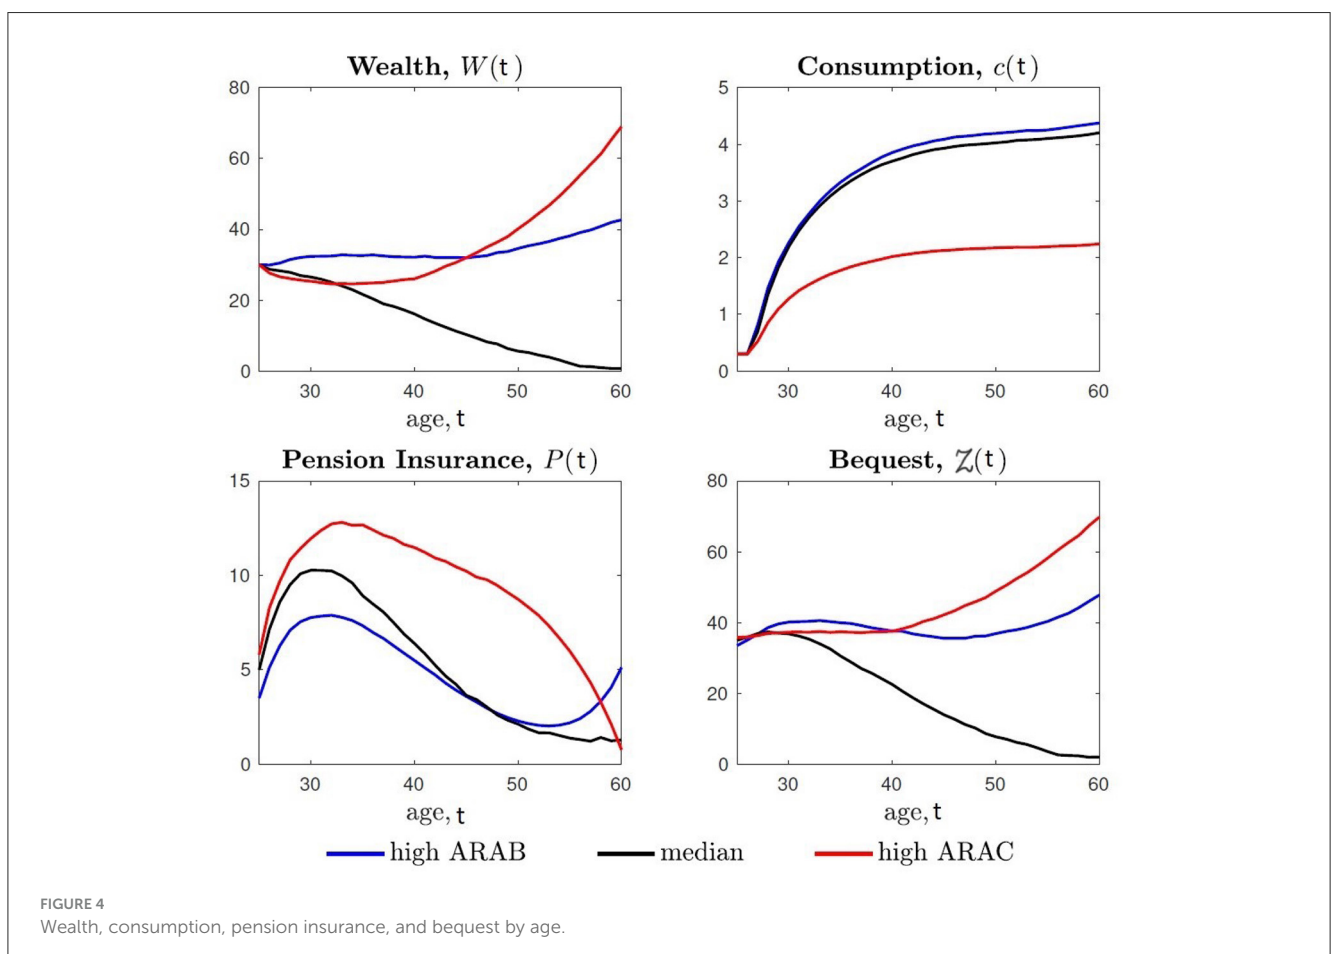 Wealth, W(t)
80
60
40
20
0
30
40
50
60
age, t
Consumption, c(t)
5
4
3
2
1
0
30
40
50
60
age, t
Pension Insurance, P(t)
15
10
5
0
30
40
50
60
age, t
Bequest, Z(t)
80
60
40
20
0
30
40
50
60
age, t
high ARAB
median
high ARAC
FIGURE 4
Wealth, consumption, pension insurance, and bequest by age.